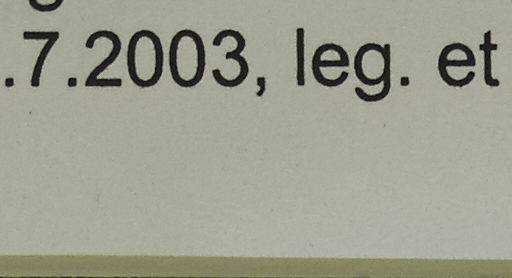 .7.2003, leg. et